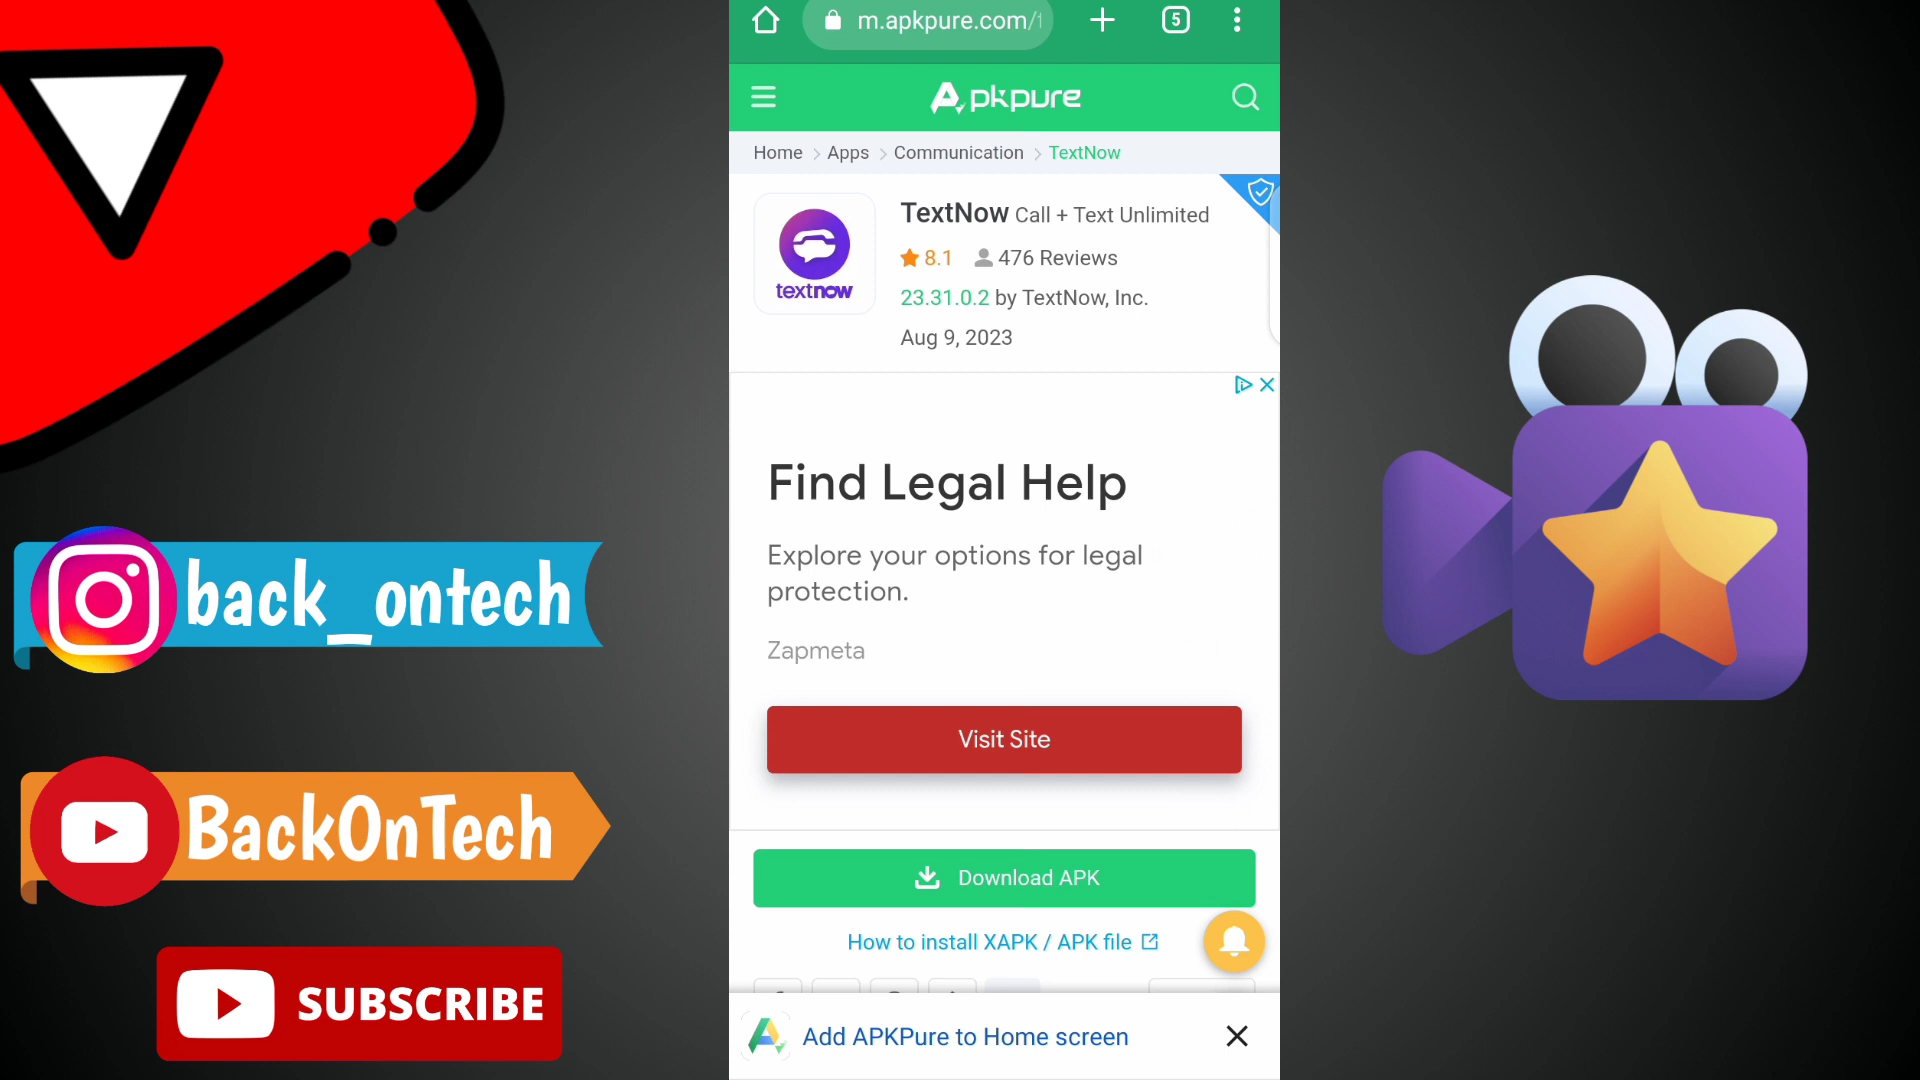 m.apkpure.com/
5
Apkpure
Home > Apps > Communication > TextNow
TextNow Call + Text Unlimited
8.1 476 Reviews
23.31.0.2 by TextNow, Inc.
Aug 9, 2023
textnow
Find Legal Help
Explore your options for legal
protection.
Zapmeta
Visit Site
Download APK
How to install XAPK / APK file
Add APKPure to Home screen
back_ontech
BackOnTech
SUBSCRIBE